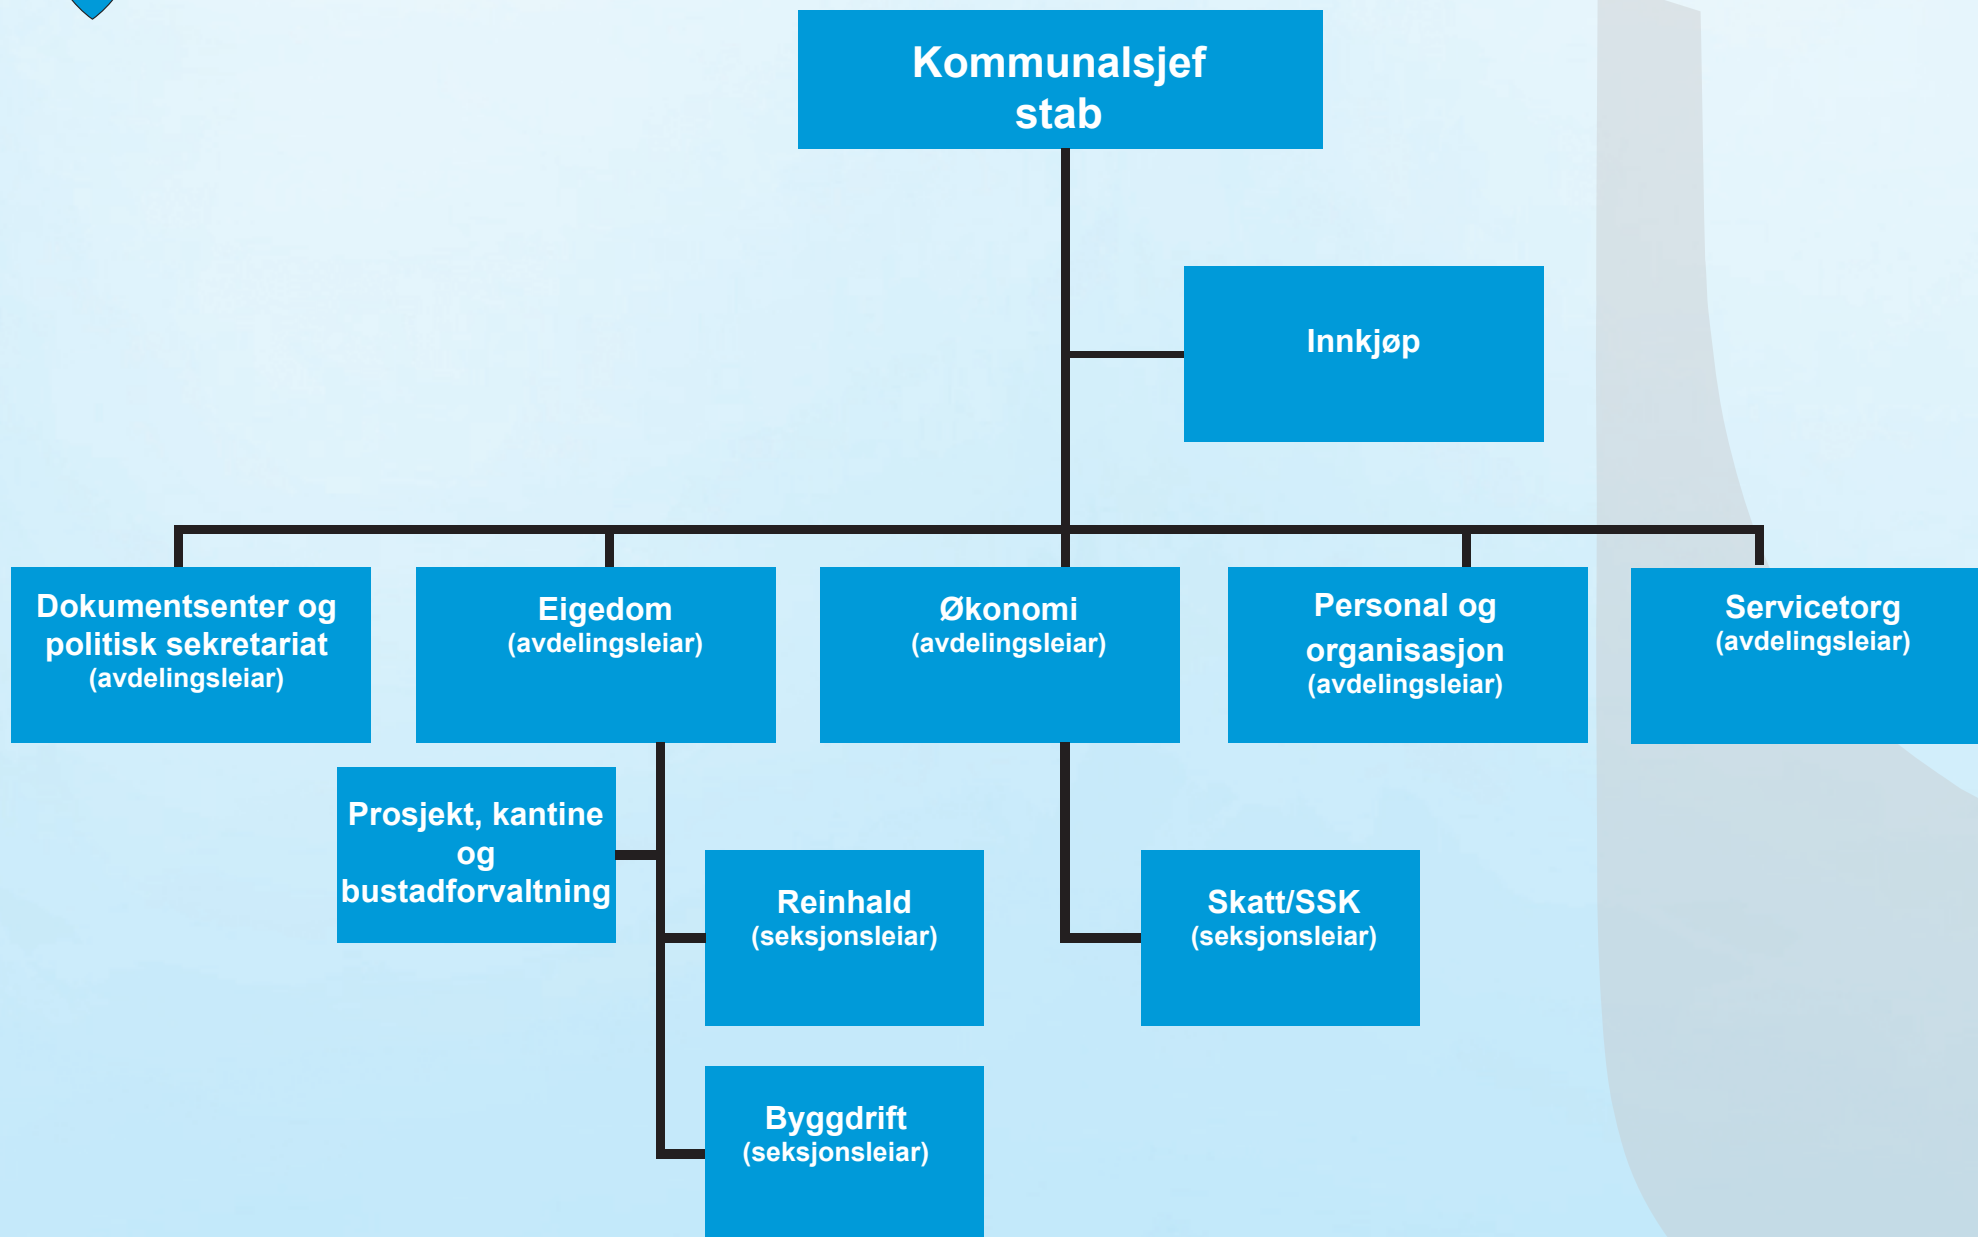 Kommunalsjef
stab
Innkjøp
Dokumentsenter og
politisk sekretariat
(avdelingsleiar)
Eigedom
(avdelingsleiar)
Økonomi
(avdelingsleiar)
Personal og
organisasjon
(avdelingsleiar)
Servicetorg
(avdelingsleiar)
Prosjekt, kantine
og
bustadforvaltning
Reinhald
(seksjonsleiar)
Skatt/SSK
(seksjonsleiar)
Byggdrift
(seksjonsleiar)